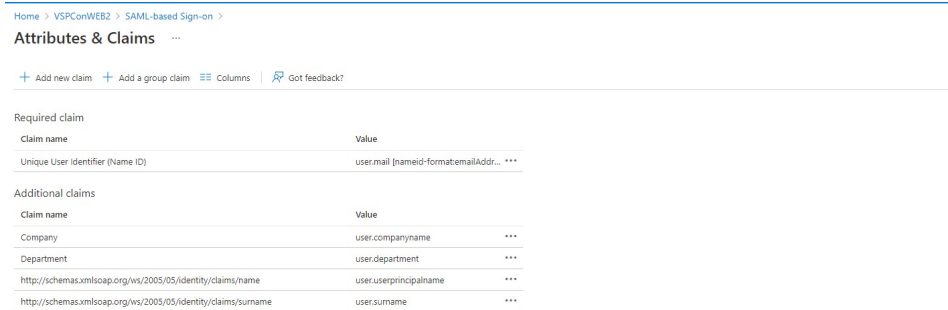 Home > VSPConWEB2 > SAML-based Sign-on >
Attributes & Claims ...
+ Add new claim + Add a group claim Columns Got feedback?
Required claim
Claim name Value
Unique User Identifier (Name ID) user.mail [nameid-format:emailAddr... ...
Additional claims
Claim name Value
Company user.companyname ...
Department user.department ...
http://schemas.xmlsoap.org/ws/2005/05/identity/claims/name user.userprincipalname ...
http://schemas.xmlsoap.org/ws/2005/05/identity/claims/surname user.surname ...